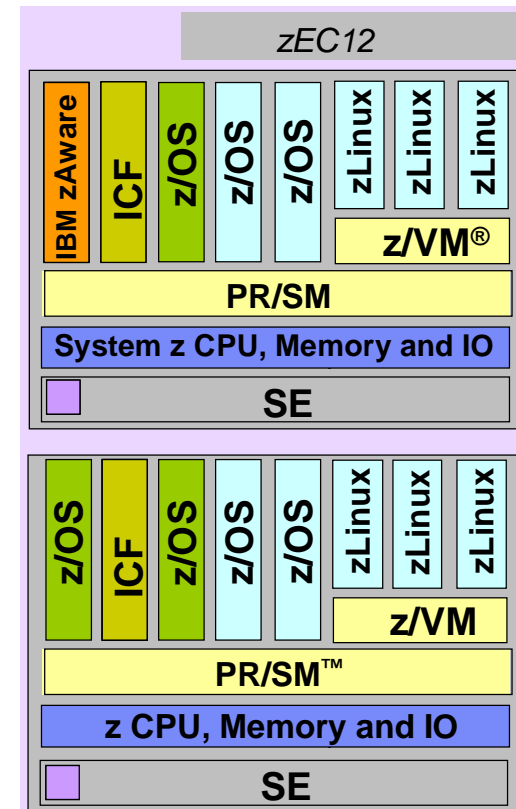 zEC12
IBM zAware
ICF
z/OS
z/OS
z/OS
zLinux
zLinux
zLinux
z/VM®
PR/SM
System z CPU, Memory and IO
SE
z/OS
ICF
z/OS
z/OS
z/OS
zLinux
zLinux
zLinux
z/VM
PR/SM™
z CPU, Memory and IO
SE